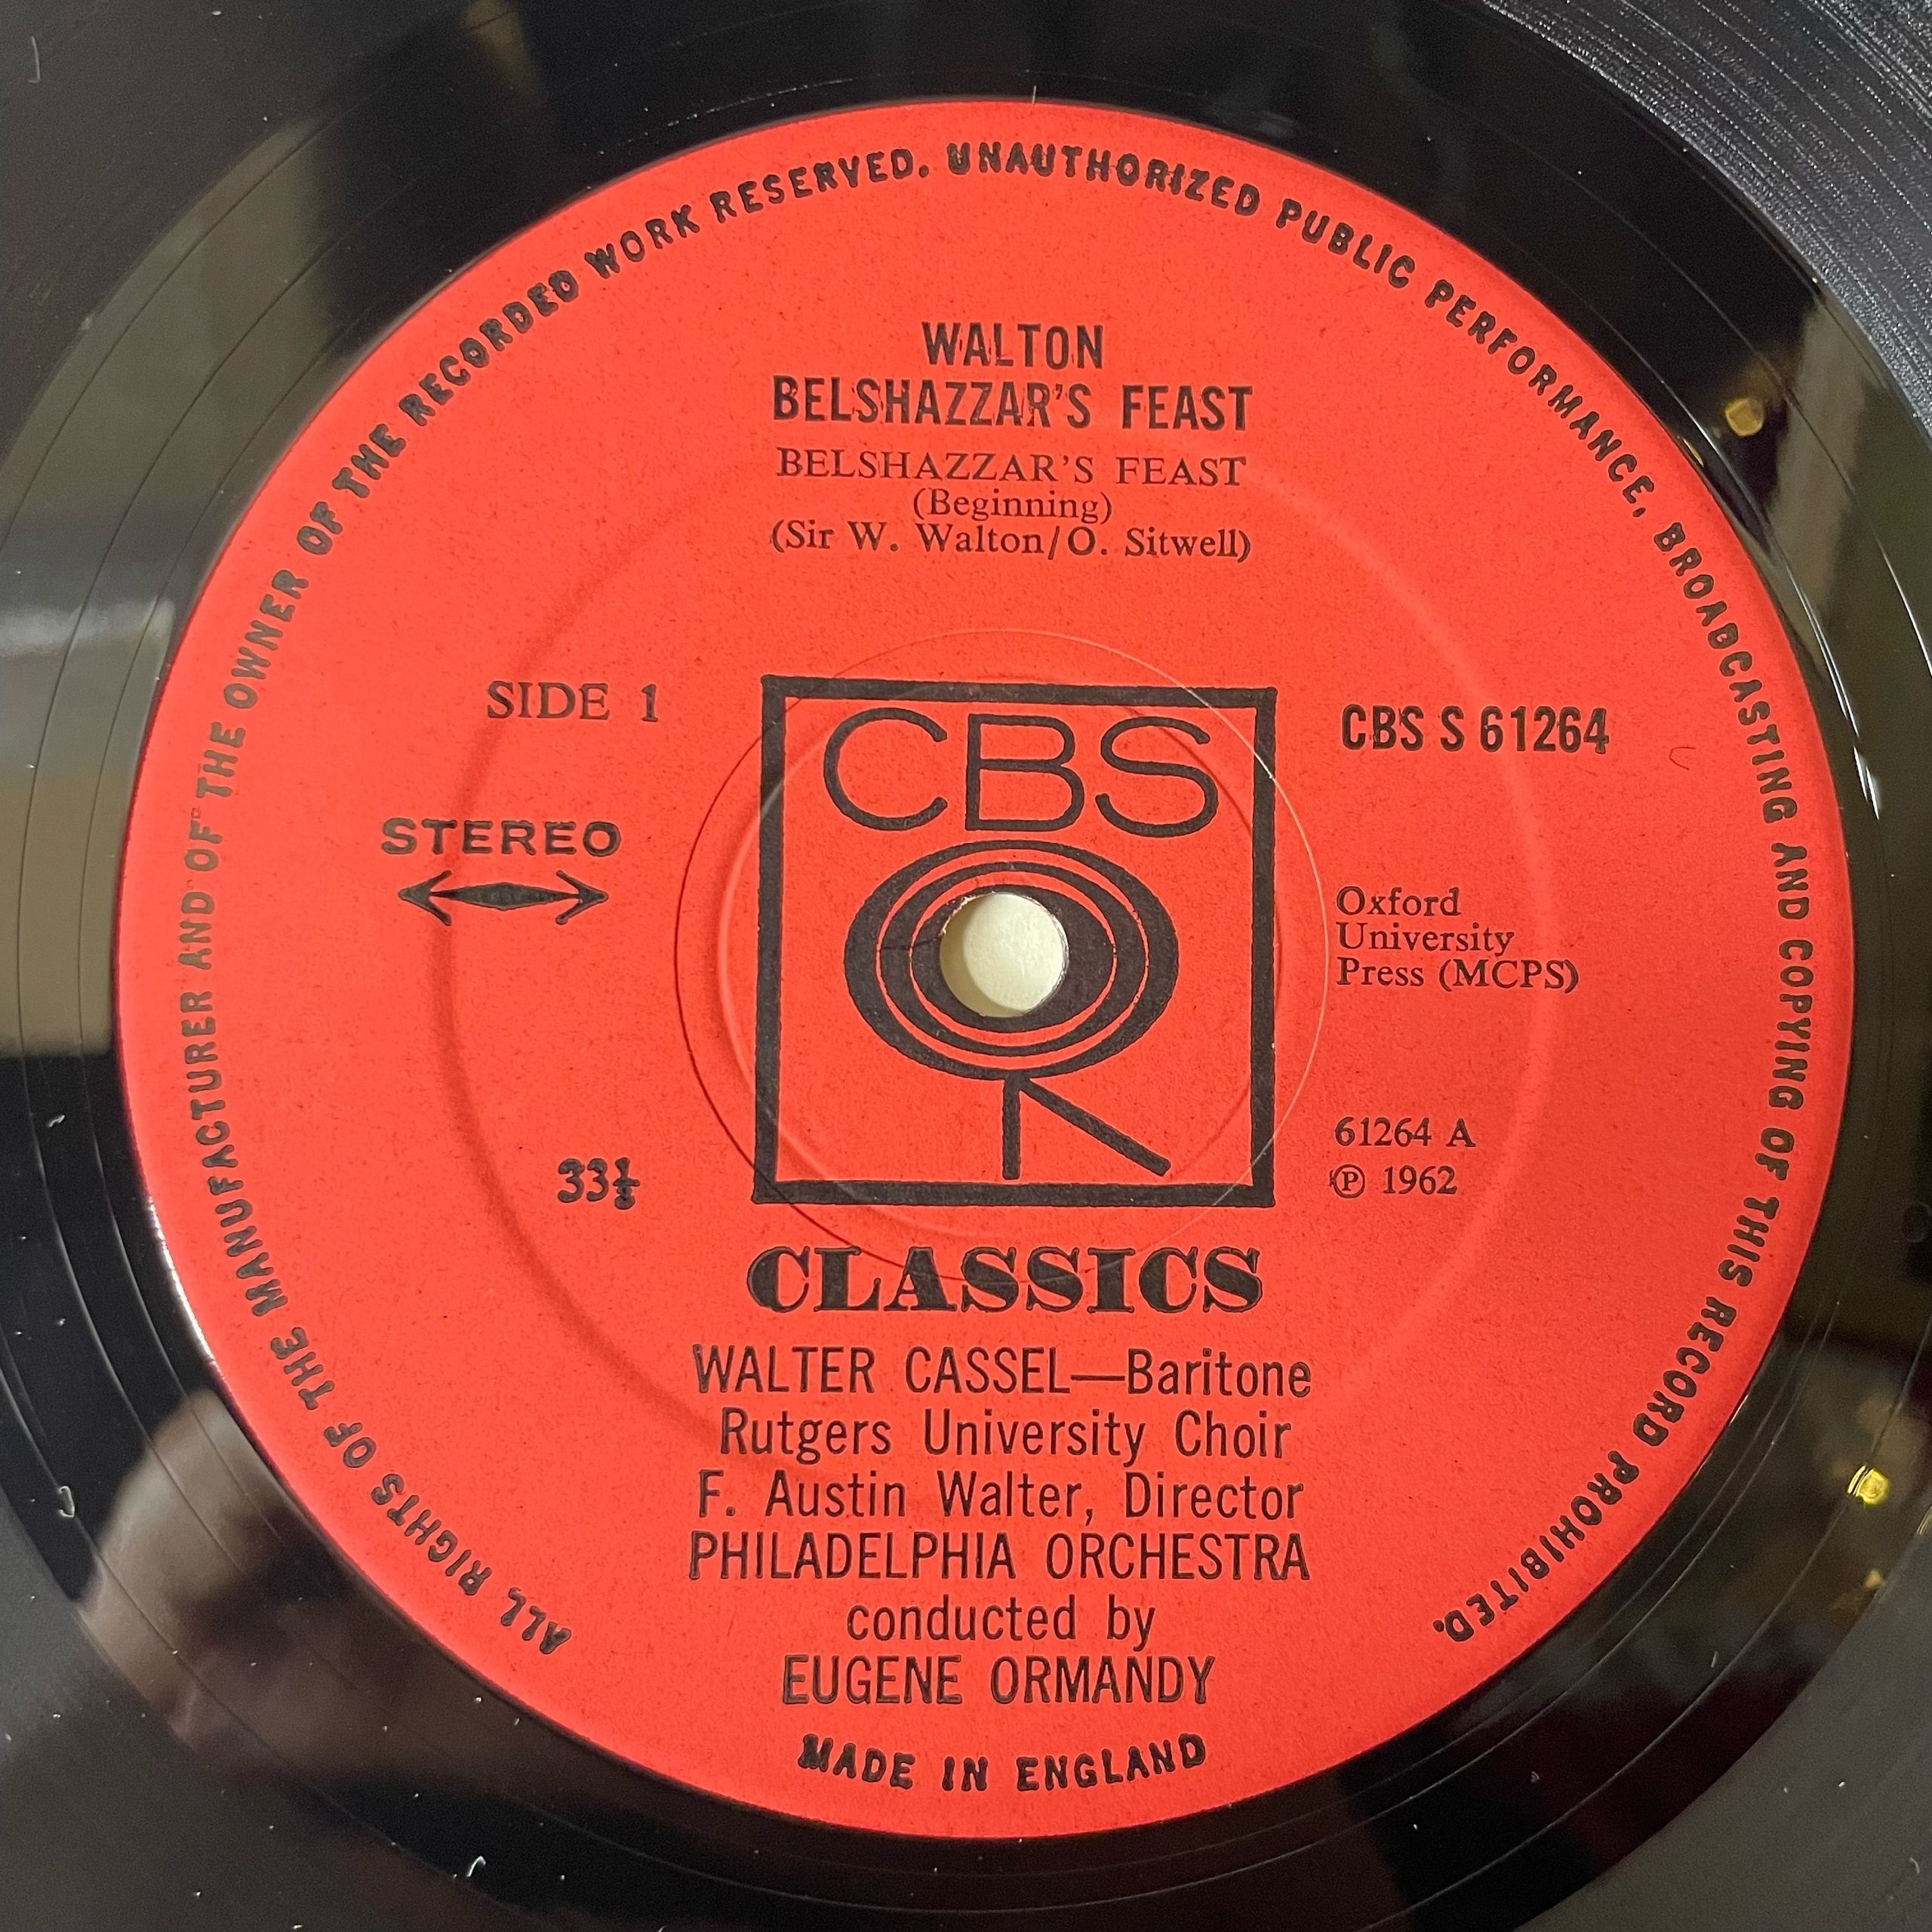 ALL RIGHTS OF THE MANUFACTURER AND OF THE OWNER OF THE RECORDED WORK RESERVED. UNAUTHORIZED PUBLIC PERFORMANCE, BROADCASTING AND COPYING OF THIS RECORD PROHIBITED.
WALTON
BELSHAZZAR'S FEAST
BELSHAZZAR'S FEAST
(Beginning)
(Sir W. Walton/O. Sitwell)
SIDE 1
CBS S 61264
CBS
STEREO
Oxford
University
Press (MCPS)
61264 A
33⅓
Ⓟ 1962
CLASSICS
WALTER CASSEL—Baritone
Rutgers University Choir
F. Austin Walter, Director
PHILADELPHIA ORCHESTRA
conducted by
EUGENE ORMANDY
MADE IN ENGLAND